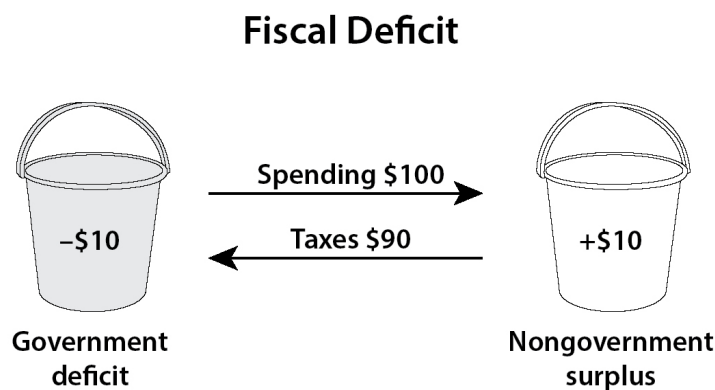 Fiscal Deficit
Spending $100
–$10
Taxes $90
+$10
Government
deficit
Nongovernment
surplus